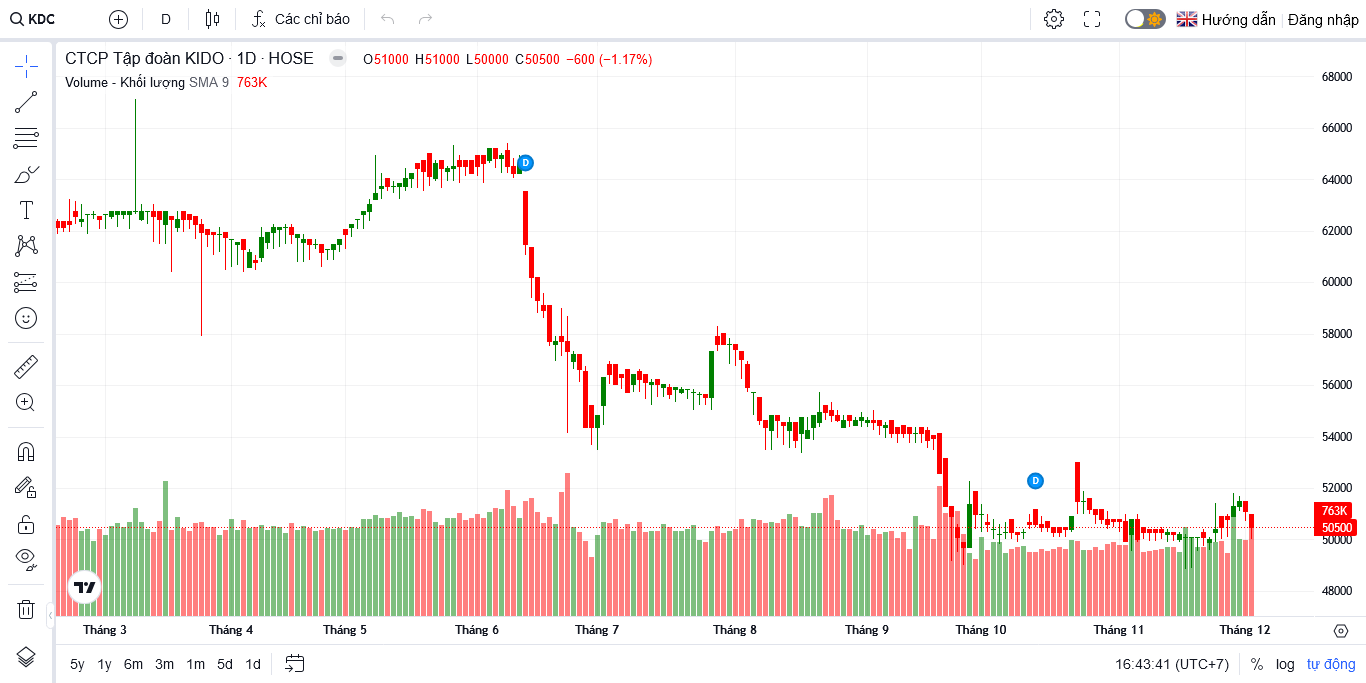 KDC D Các chỉ báo Hướng dẫn Đăng nhập
CTCP Tập đoàn KIDO · 1D · HOSE O51000 H51000 L50000 C50500 −600 (−1.17%)
Volume - Khối lượng SMA 9 763K
68000
66000
64000
62000
60000
58000
56000
54000
52000
763K
50500
50000
48000
D
D
Tháng 3 Tháng 4 Tháng 5 Tháng 6 Tháng 7 Tháng 8 Tháng 9 Tháng 10 Tháng 11 Tháng 12
5y 1y 6m 3m 1m 5d 1d 16:43:41 (UTC+7) % log tự động